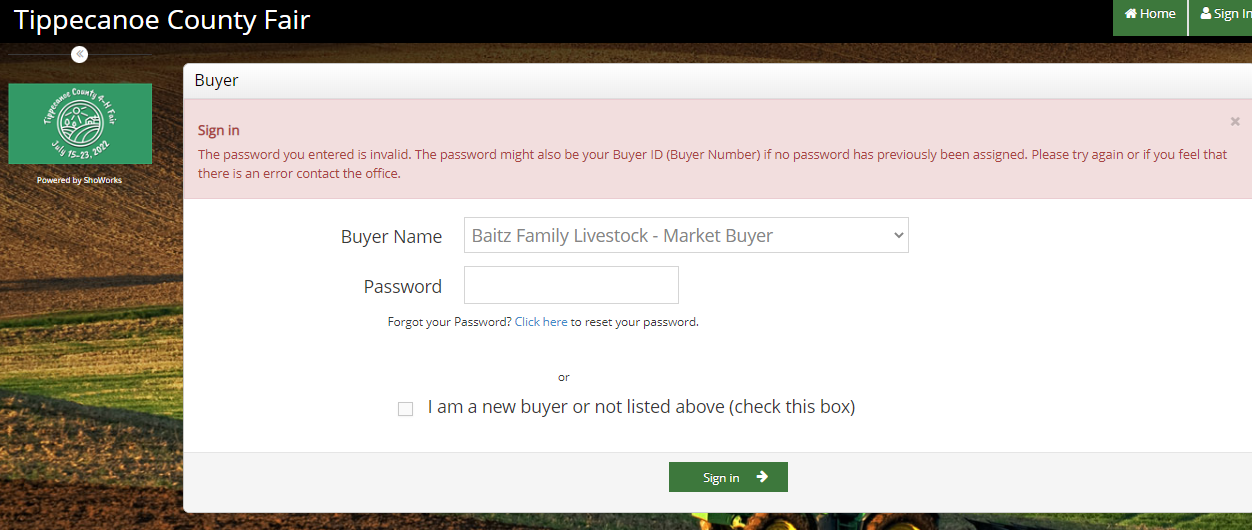 Tippecanoe County Fair
Home
Sign In
Tippecanoe County 4-H Fair
July 15-23, 2022
Powered by ShoWorks
Buyer
Sign in
The password you entered is invalid. The password might also be your Buyer ID (Buyer Number) if no password has previously been assigned. Please try again or if you feel that
there is an error contact the office.
Buyer Name
Baitz Family Livestock - Market Buyer
Password
Forgot your Password? Click here to reset your password.
or
I am a new buyer or not listed above (check this box)
Sign in